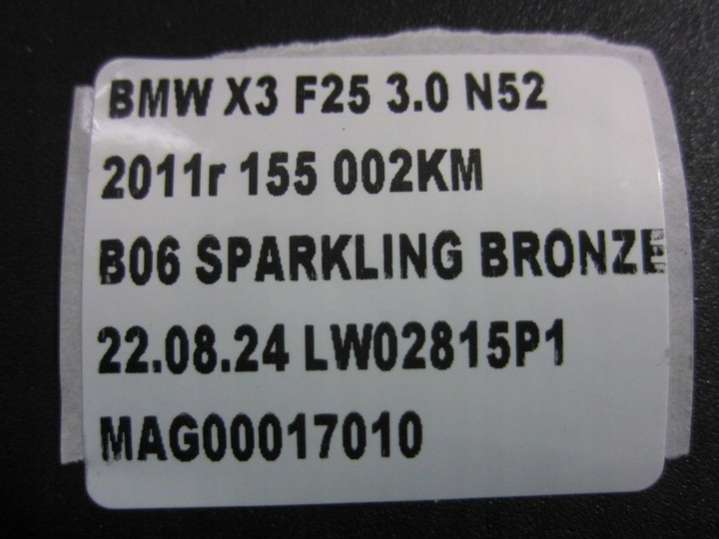 BMW X3 F25 3.0 N52
2011r 155 002KM
B06 SPARKLING BRONZE
22.08.24 LW02815P1
MAG00017010